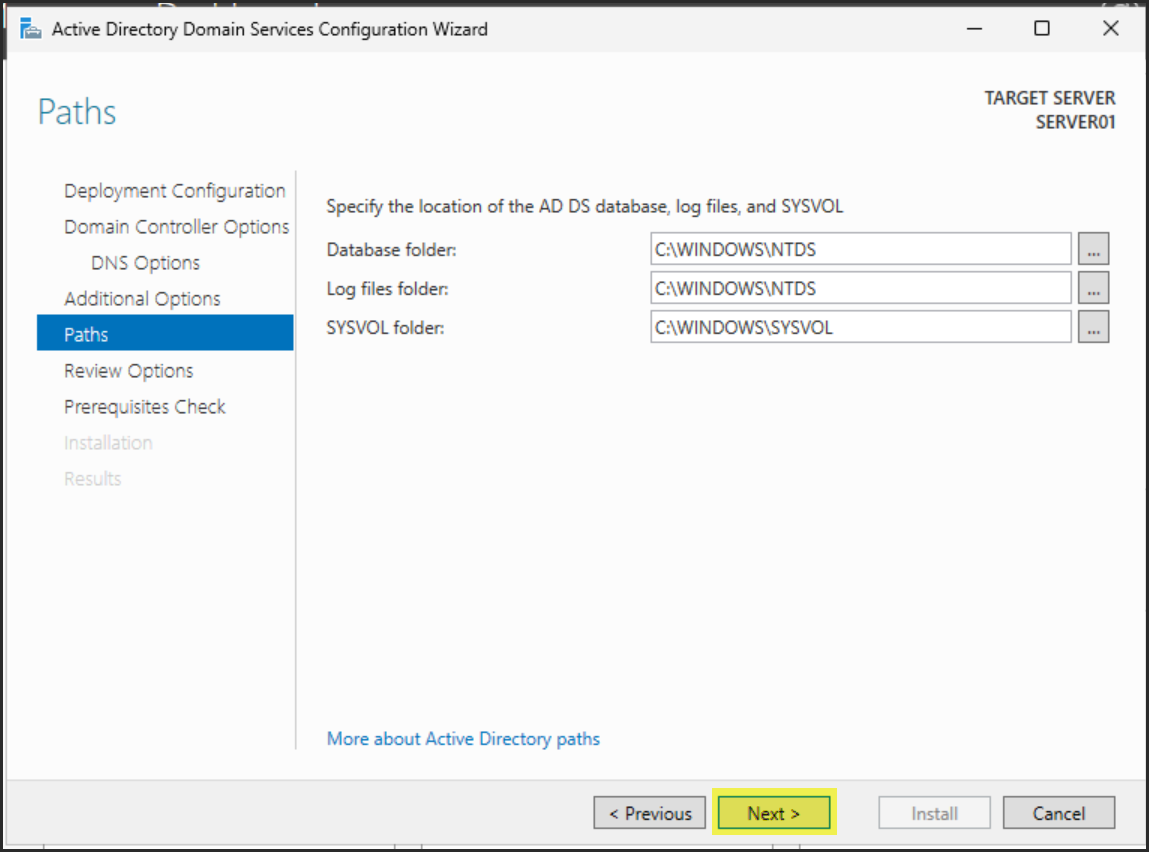 Active Directory Domain Services Configuration Wizard
Paths
TARGET SERVER
SERVER01
Deployment Configuration
Domain Controller Options
DNS Options
Additional Options
Paths
Review Options
Prerequisites Check
Installation
Results
Specify the location of the AD DS database, log files, and SYSVOL
Database folder: C:\WINDOWS\NTDS ...
Log files folder: C:\WINDOWS\NTDS ...
SYSVOL folder: C:\WINDOWS\SYSVOL ...
More about Active Directory paths
< Previous Next > Install Cancel